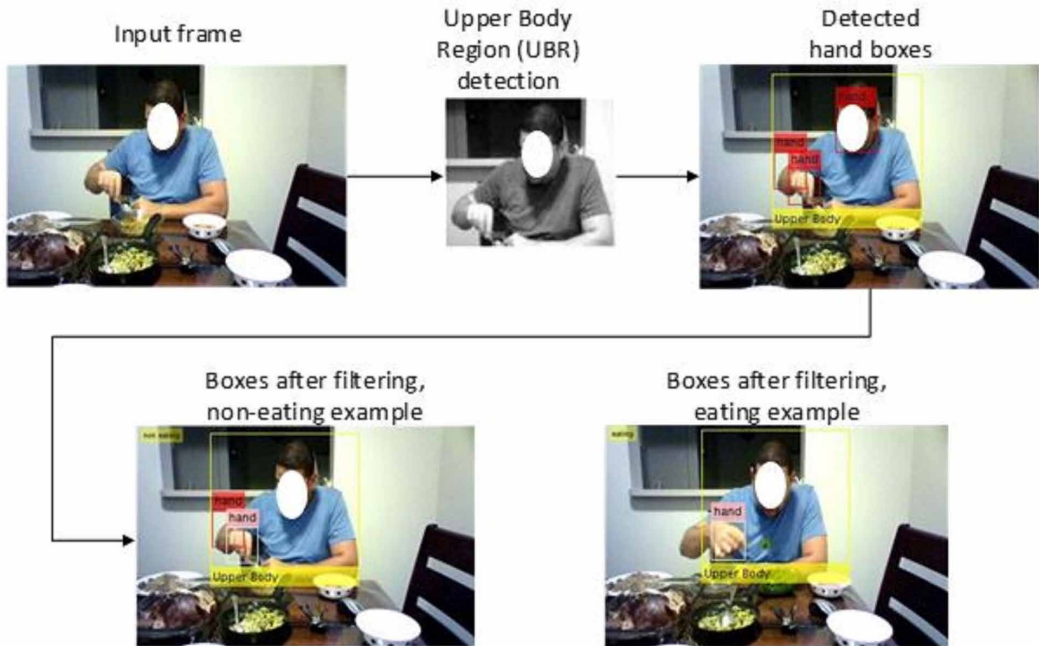 Input frame
Upper Body
Region (UBR)
detection
Detected
hand boxes
hand
hand
hand
Upper Body
Boxes after filtering,
non-eating example
Boxes after filtering,
eating example
not eating
hand
hand
Upper Body
eating
hand
Upper Body